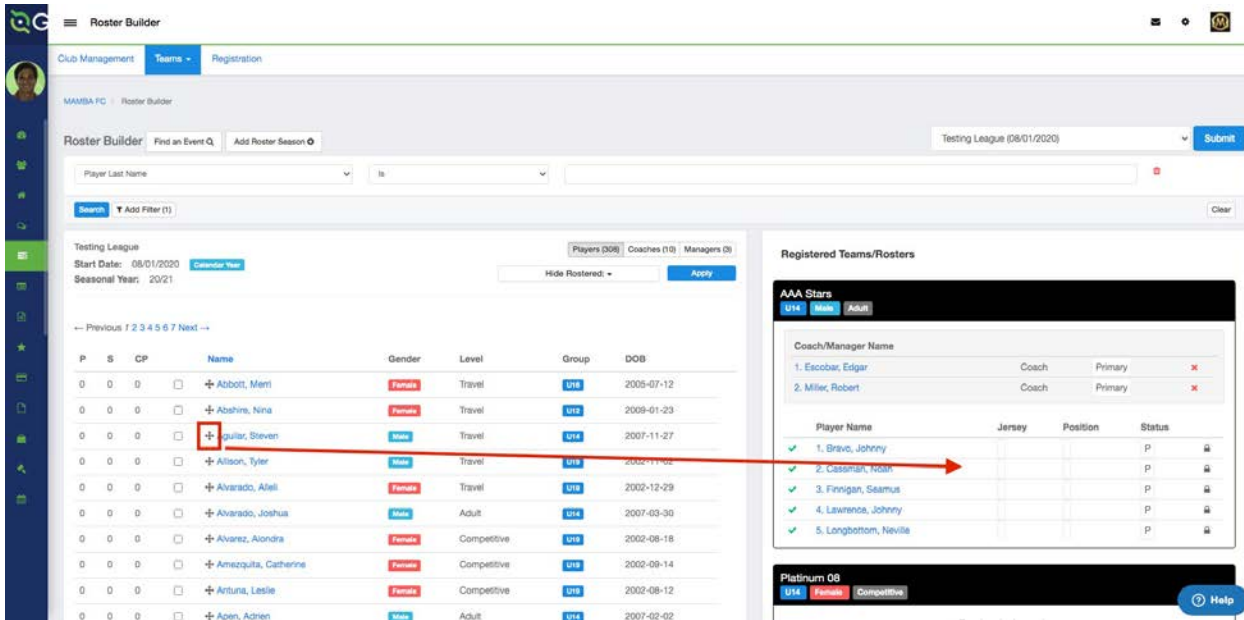 G Roster Builder
Club Management Teams Registration
MAMBA FC Roster Builder
Roster Builder Find an Event Add Roster Season Testing League (08/01/2020) Submit
Player Last Name Is
Search Add Filter (1) Clear
Testing League Players (308) Coaches (10) Managers (3)
Start Date: 08/01/2020 Calendar Year
Hide Rostered: Apply
Seasonal Year: 20/21
← Previous 1 2 3 4 5 6 7 Next →
P S CP Name Gender Level Group DOB
0 0 0 Abbott, Merri Female Travel U16 2005-07-12
0 0 0 Abshire, Nina Female Travel U12 2009-01-23
0 0 0 Aguilar, Steven Male Travel U14 2007-11-27
0 0 0 Allison, Tyler Male Travel U19 2002-11-02
0 0 0 Alvarado, Alleli Female Travel U18 2002-12-29
0 0 0 Alvarado, Joshua Male Adult U14 2007-03-30
0 0 0 Alvarez, Aiondra Female Competitive U19 2002-08-18
0 0 0 Amezquita, Catherine Female Competitive U19 2002-09-14
0 0 0 Antuna, Leslie Female Competitive U19 2002-08-12
0 0 0 Apen, Adrien Male Adult U14 2007-02-02
Registered Teams/Rosters
AAA Stars
U14 Male Adult
Coach/Manager Name
1. Escobar, Edgar Coach Primary
2. Miller, Robert Coach Primary
Player Name Jersey Position Status
1. Bravo, Johnny P
2. Cassman, Noah P
3. Finnigan, Seamus P
4. Lawrence, Johnny P
5. Longbottom, Neville P
Platinum 08
U14 Female Competitive
Help